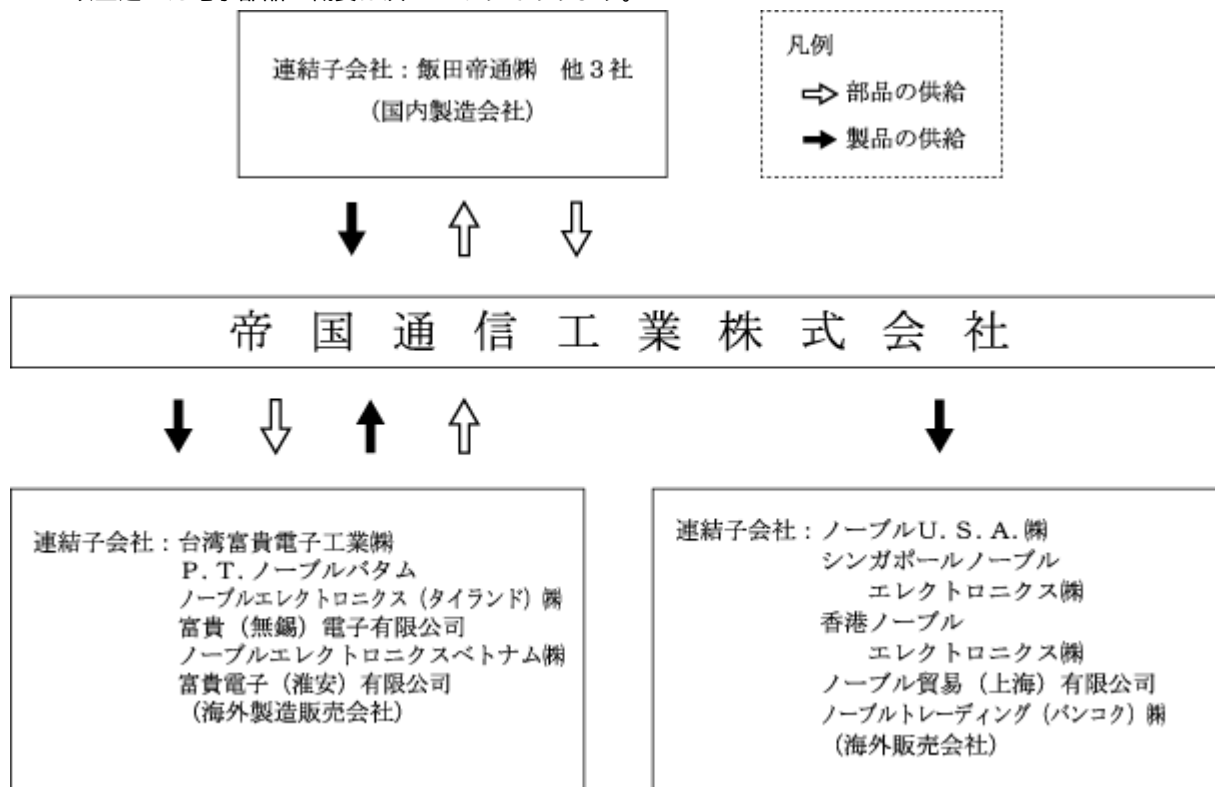 連結子会社：飯田帝通㈱　他３社
（国内製造会社）
凡例
部品の供給
製品の供給
帝国通信工業株式会社
連結子会社：台湾富貴電子工業㈱
Ｐ．Ｔ．ノーブルバタム
ノーブルエレクトロニクス（タイランド）㈱
富貴（無錫）電子有限公司
ノーブルエレクトロニクスベトナム㈱
富貴電子（淮安）有限公司
（海外製造販売会社）
連結子会社：ノーブルＵ．Ｓ．Ａ．㈱
シンガポールノーブル
エレクトロニクス㈱
香港ノーブル
エレクトロニクス㈱
ノーブル貿易（上海）有限公司
ノーブルトレーディング（バンコク）㈱
（海外販売会社）